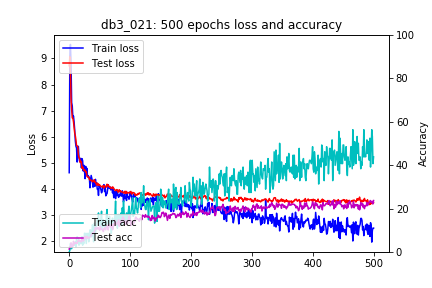 db3_021: 500 epochs loss and accuracy
Train loss
Test loss
Train acc
Test acc
Loss
Accuracy
9
8
7
6
5
4
3
2
100
80
60
40
20
0
0
100
200
300
400
500